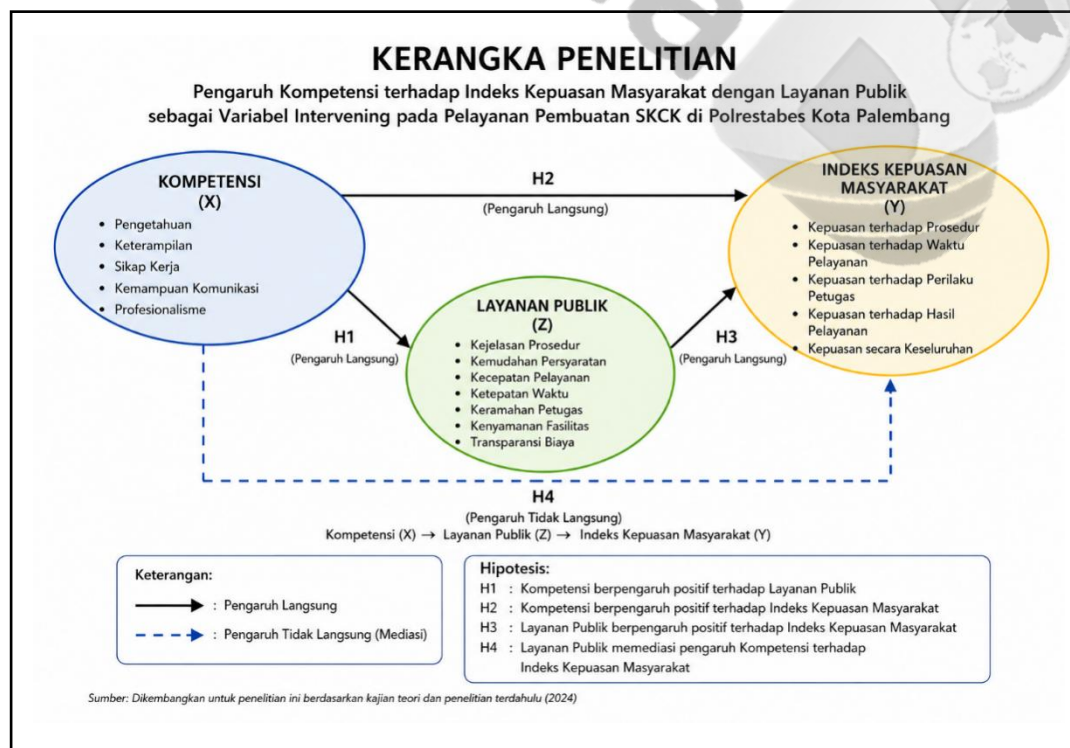 KERANGKA PENELITIAN
Pengaruh Kompetensi terhadap Indeks Kepuasan Masyarakat dengan Layanan Publik
sebagai Variabel Intervening pada Pelayanan Pembuatan SKCK di Polrestabes Kota Palembang
KOMPETENSI
(X)
• Pengetahuan
• Keterampilan
• Sikap Kerja
• Kemampuan Komunikasi
• Profesionalisme
H2
(Pengaruh Langsung)
INDEKS KEPUASAN
MASYARAKAT
(Y)
• Kepuasan terhadap Prosedur
• Kepuasan terhadap Waktu
Pelayanan
• Kepuasan terhadap Perilaku
Petugas
• Kepuasan terhadap Hasil
Pelayanan
• Kepuasan secara Keseluruhan
H1
(Pengaruh Langsung)
LAYANAN PUBLIK
(Z)
• Kejelasan Prosedur
• Kemudahan Persyaratan
• Kecepatan Pelayanan
• Ketepatan Waktu
• Keramahan Petugas
• Kenyamanan Fasilitas
• Transparansi Biaya
H3
(Pengaruh Langsung)
H4
(Pengaruh Tidak Langsung)
Kompetensi (X) → Layanan Publik (Z) → Indeks Kepuasan Masyarakat (Y)
Keterangan:
: Pengaruh Langsung
: Pengaruh Tidak Langsung (Mediasi)
Hipotesis:
H1 : Kompetensi berpengaruh positif terhadap Layanan Publik
H2 : Kompetensi berpengaruh positif terhadap Indeks Kepuasan Masyarakat
H3 : Layanan Publik berpengaruh positif terhadap Indeks Kepuasan Masyarakat
H4 : Layanan Publik memediasi pengaruh Kompetensi terhadap
Indeks Kepuasan Masyarakat
Sumber: Dikembangkan untuk penelitian ini berdasarkan kajian teori dan penelitian terdahulu (2024)